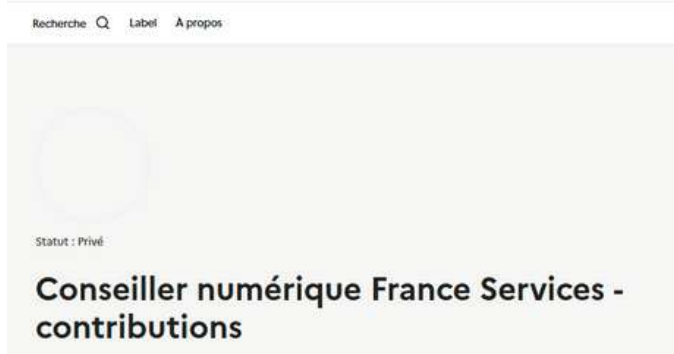 Recherche Label À propos
Statut : Privé
Conseiller numérique France Services -
contributions